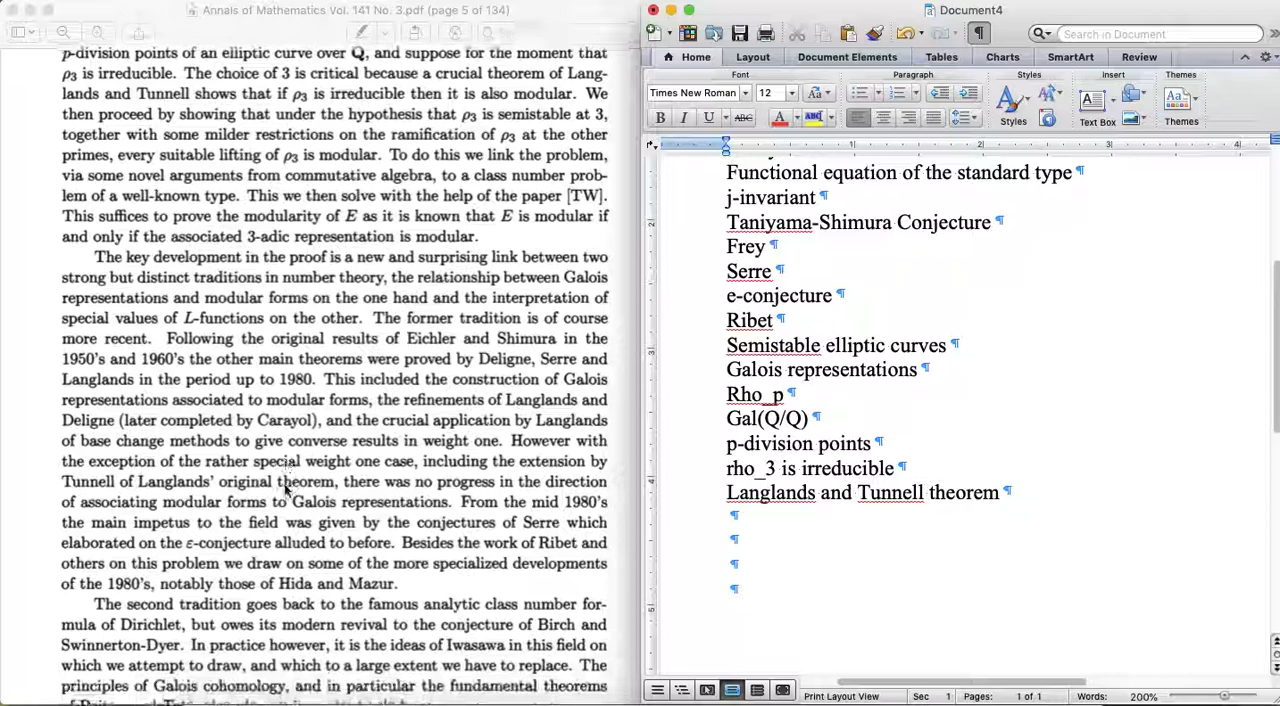 Annals of Mathematics Vol. 141 No. 3.pdf (page 5 of 134)
p-division points of an elliptic curve over Q, and suppose for the moment that
ρ3 is irreducible. The choice of 3 is critical because a crucial theorem of Lang-
lands and Tunnell shows that if ρ3 is irreducible then it is also modular. We
then proceed by showing that under the hypothesis that ρ3 is semistable at 3,
together with some milder restrictions on the ramification of ρ3 at the other
primes, every suitable lifting of ρ3 is modular. To do this we link the problem,
via some novel arguments from commutative algebra, to a class number prob-
lem of a well-known type. This we then solve with the help of the paper [TW].
This suffices to prove the modularity of E as it is known that E is modular if
and only if the associated 3-adic representation is modular.
The key development in the proof is a new and surprising link between two
strong but distinct traditions in number theory, the relationship between Galois
representations and modular forms on the one hand and the interpretation of
special values of L-functions on the other. The former tradition is of course
more recent. Following the original results of Eichler and Shimura in the
1950's and 1960's the other main theorems were proved by Deligne, Serre and
Langlands in the period up to 1980. This included the construction of Galois
representations associated to modular forms, the refinements of Langlands and
Deligne (later completed by Carayol), and the crucial application by Langlands
of base change methods to give converse results in weight one. However with
the exception of the rather special weight one case, including the extension by
Tunnell of Langlands' original theorem, there was no progress in the direction
of associating modular forms to Galois representations. From the mid 1980's
the main impetus to the field was given by the conjectures of Serre which
elaborated on the ε-conjecture alluded to before. Besides the work of Ribet and
others on this problem we draw on some of the more specialized developments
of the 1980's, notably those of Hida and Mazur.
The second tradition goes back to the famous analytic class number for-
mula of Dirichlet, but owes its modern revival to the conjecture of Birch and
Swinnerton-Dyer. In practice however, it is the ideas of Iwasawa in this field on
which we attempt to draw, and which to a large extent we have to replace. The
principles of Galois cohomology, and in particular the fundamental theorems
Document4
Search in Document
Home Layout Document Elements Tables Charts SmartArt Review
Font Paragraph Styles Insert Themes
Times New Roman 12 Aa
B I U ABC A ABC Styles A Text Box Aa Themes
1 2 3 4
Functional equation of the standard type ¶
j-invariant ¶
Taniyama-Shimura Conjecture ¶
Frey ¶
Serre ¶
e-conjecture ¶
Ribet ¶
Semistable elliptic curves ¶
Galois representations ¶
Rho_p ¶
Gal(Q/Q) ¶
p-division points ¶
rho_3 is irreducible ¶
Langlands and Tunnell theorem ¶
¶
¶
¶
¶
Print Layout View Sec 1 Pages: 1 of 1 Words: 200%